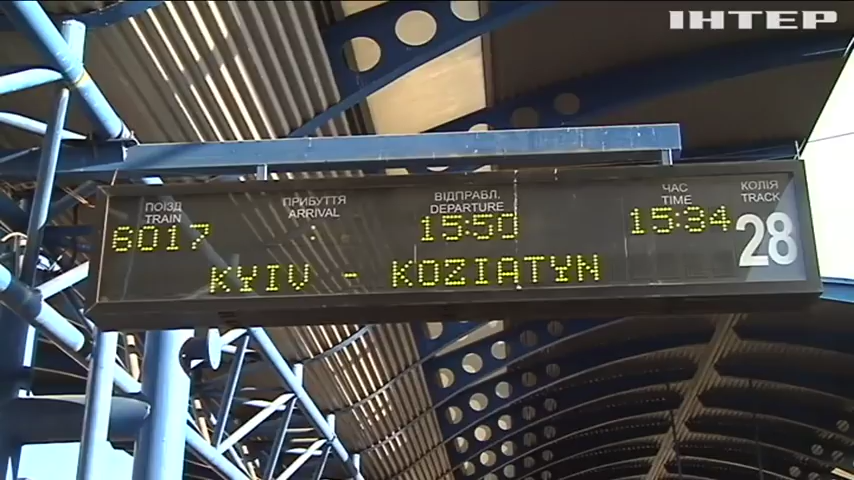 ІНТЕР
ПОЇЗД ПРИБУТТЯ ВІДПРАВЛ. ЧАС КОЛІЯ
TRAIN ARRIVAL DEPARTURE TIME TRACK
6017 15:50 15:34 28
KYIV - KOZIATYN